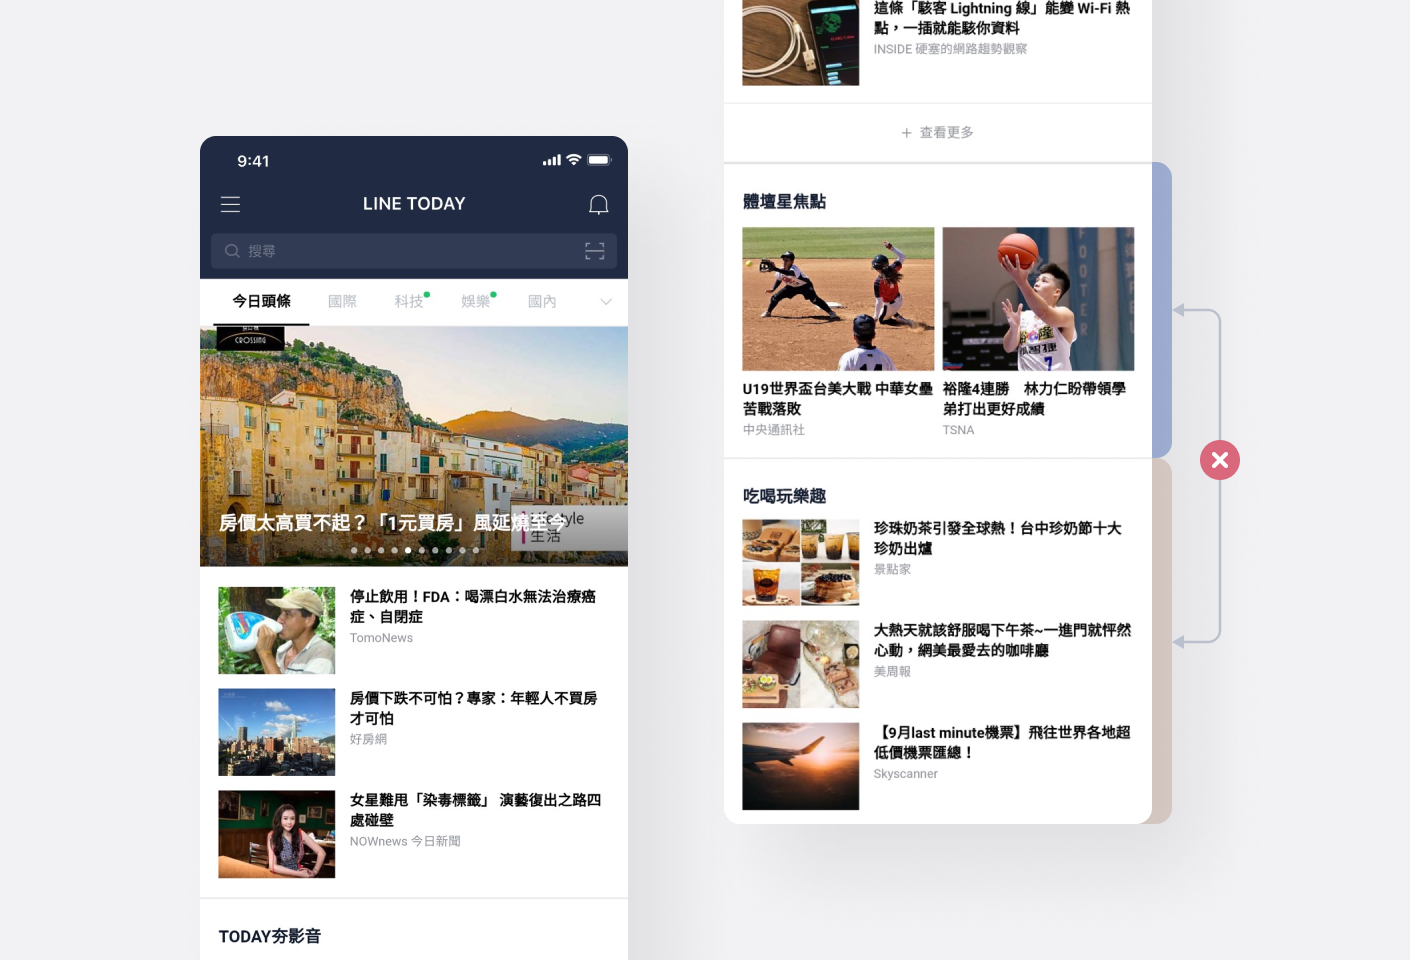 9:41
LINE TODAY
搜尋
今日頭條 國際 科技 娛樂 國內
CROSSING
房價太高買不起？「1元買房」風延燒至今
生活
停止飲用！FDA：喝漂白水無法治療癌
症、自閉症
TomoNews
房價下跌不可怕？專家：年輕人不買房
才可怕
好房網
女星難甩「染毒標籤」 演藝復出之路四
處碰壁
NOWnews 今日新聞
TODAY夯影音
這條「駭客 Lightning 線」能變 Wi-Fi 熱
點，一插就能駭你資料
INSIDE 硬塞的網路趨勢觀察
+ 查看更多
體壇星焦點
U19世界盃台美大戰 中華女壘
苦戰落敗
中央通訊社
裕隆4連勝　林力仁盼帶領學
弟打出更好成績
TSNA
吃喝玩樂趣
珍珠奶茶引發全球熱！台中珍奶節十大
珍奶出爐
景點家
大熱天就該舒服喝下午茶~一進門就怦然
心動，網美最愛去的咖啡廳
美周報
【9月last minute機票】飛往世界各地超
低價機票匯總！
Skyscanner